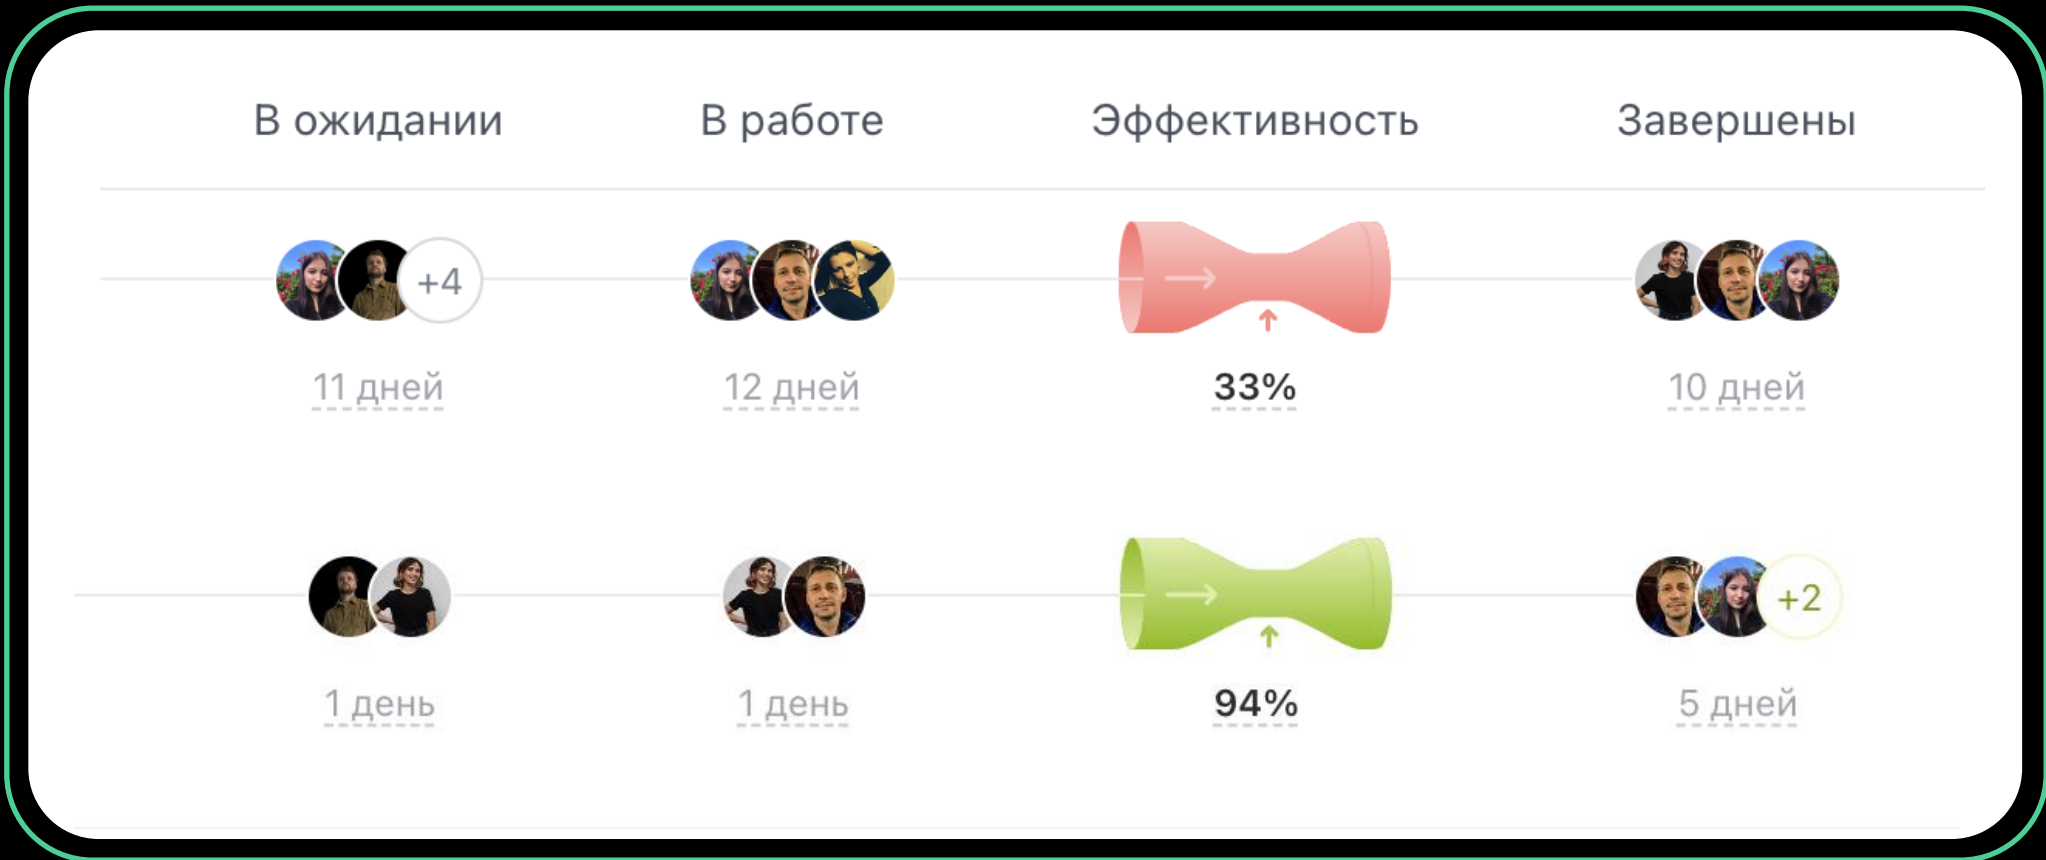 В ожидании В работе Эффективность Завершены
+4
11 дней 12 дней 33% 10 дней
+2
1 день 1 день 94% 5 дней